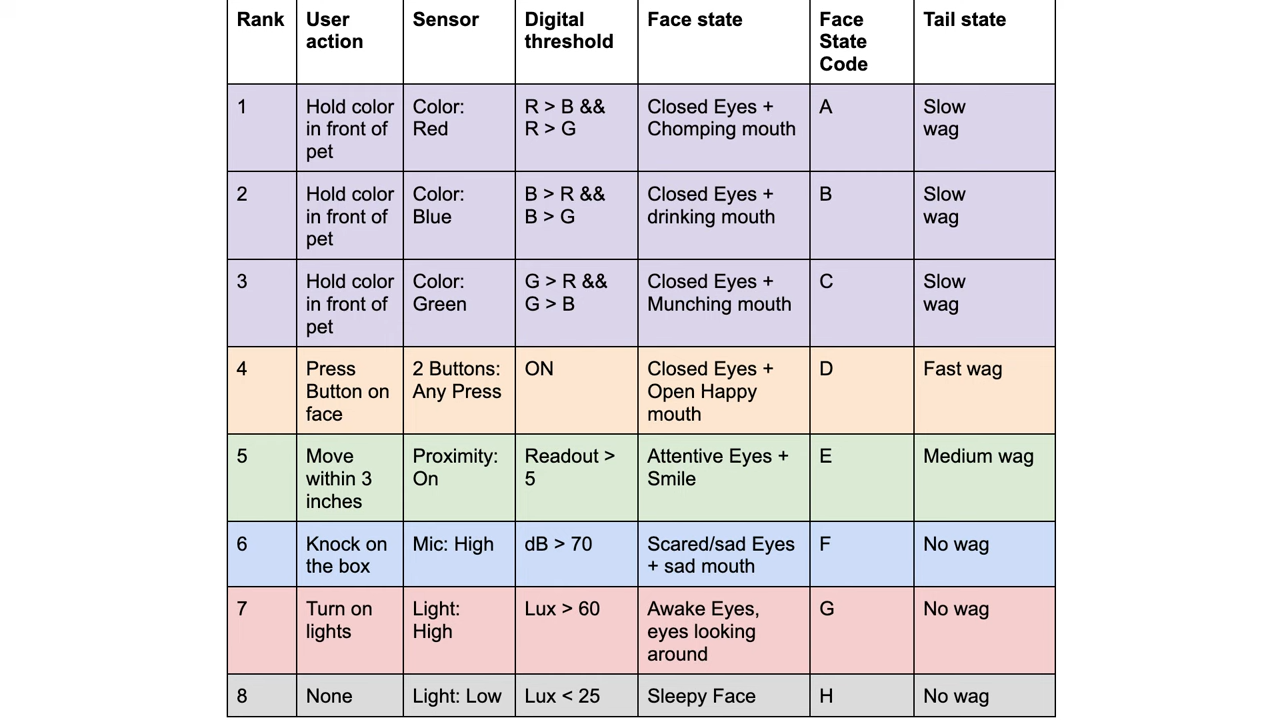 Rank User action Sensor Digital threshold Face state Face State Code Tail state
1 Hold color in front of pet Color: Red R > B && R > G Closed Eyes + Chomping mouth A Slow wag
2 Hold color in front of pet Color: Blue B > R && B > G Closed Eyes + drinking mouth B Slow wag
3 Hold color in front of pet Color: Green G > R && G > B Closed Eyes + Munching mouth C Slow wag
4 Press Button on face 2 Buttons: Any Press ON Closed Eyes + Open Happy mouth D Fast wag
5 Move within 3 inches Proximity: On Readout > 5 Attentive Eyes + Smile E Medium wag
6 Knock on the box Mic: High dB > 70 Scared/sad Eyes + sad mouth F No wag
7 Turn on lights Light: High Lux > 60 Awake Eyes, eyes looking around G No wag
8 None Light: Low Lux < 25 Sleepy Face H No wag